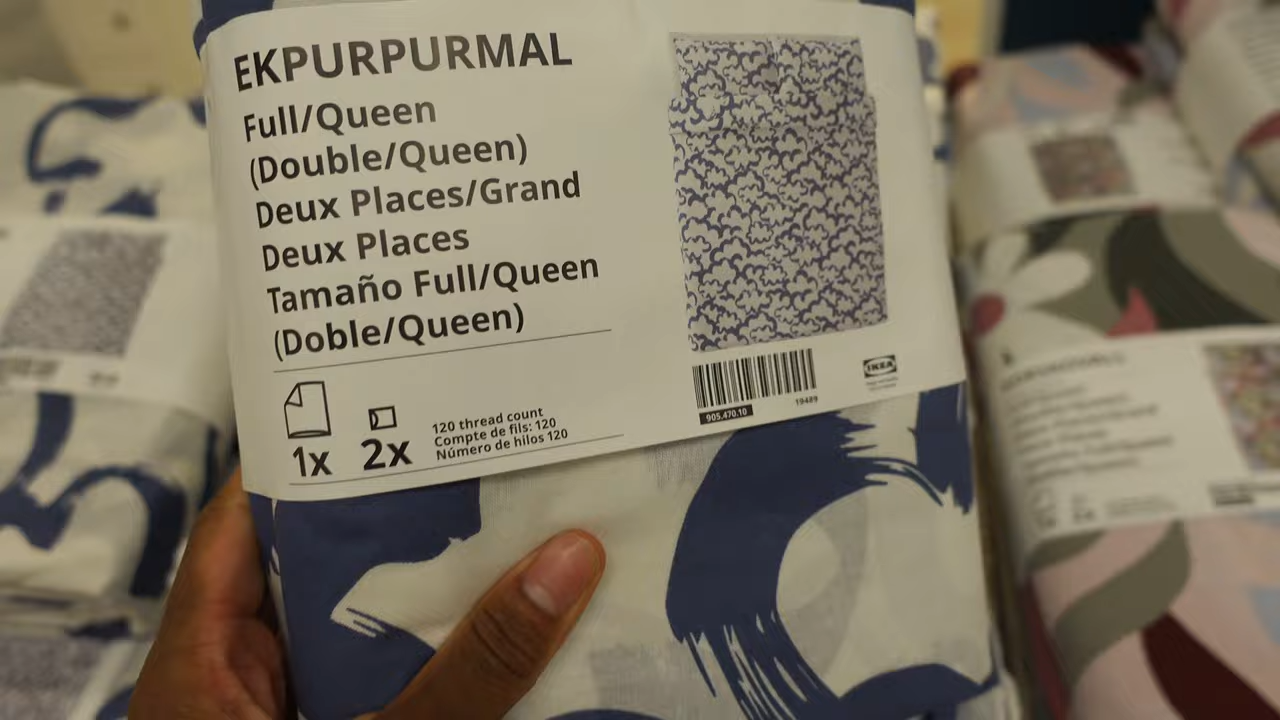 EKPURPURMAL
Full/Queen
(Double/Queen)
Deux Places/Grand
Deux Places
Tamaño Full/Queen
(Doble/Queen)
1x
2x
120 thread count
Compte de fils: 120
Número de hilos 120
905.470.10
19489
IKEA